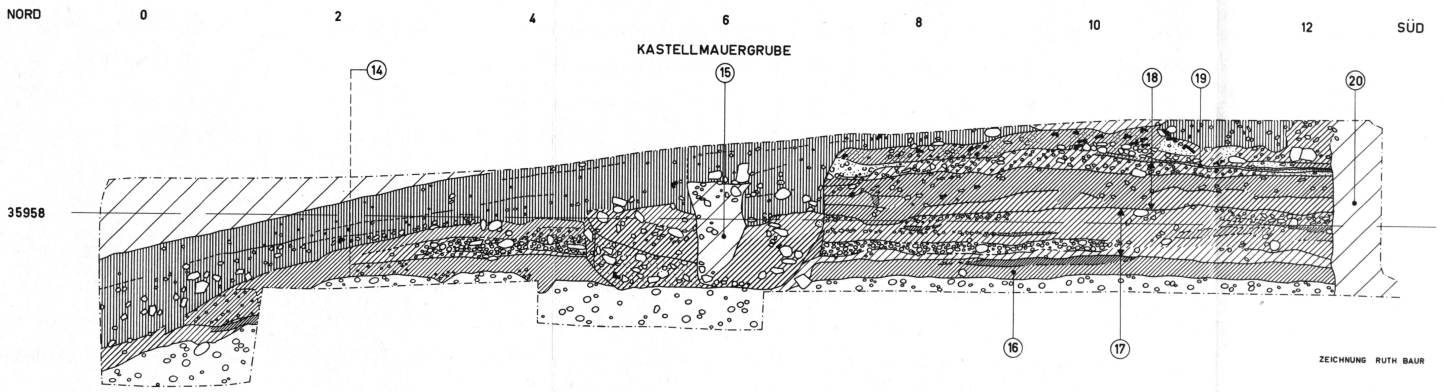 NORD 0 2 4 6 8 10 12 SÜD
KASTELLMAUERGRUBE
14 15 18 19 20
35958
16 17
ZEICHNUNG RUTH BAUR